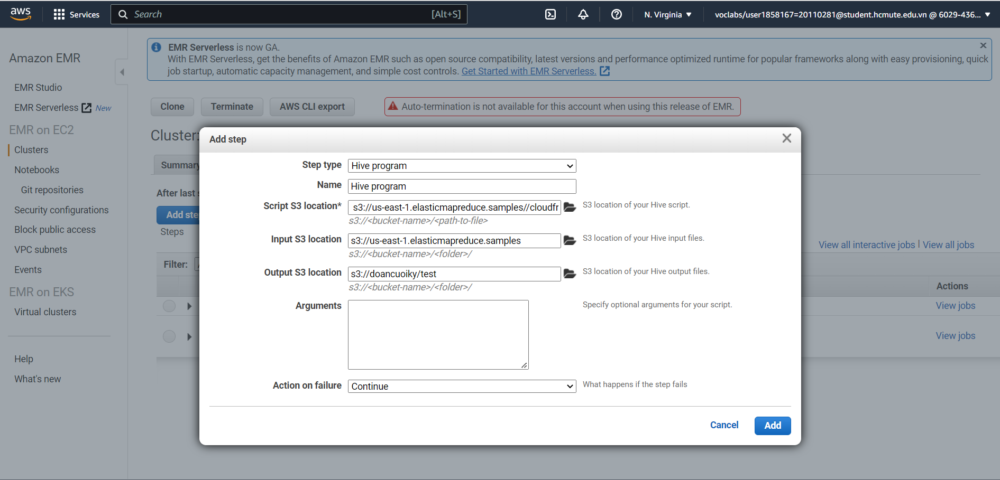 aws
Services
Search
[Alt+S]
N. Virginia
voclabs/user1858167=20110281@student.hcmute.edu.vn @ 6029-436...
Amazon EMR
EMR Studio
EMR Serverless New
EMR on EC2
Clusters
Notebooks
Git repositories
Security configurations
Block public access
VPC subnets
Events
EMR on EKS
Virtual clusters
Help
What's new
EMR Serverless is now GA.
With EMR Serverless, get the benefits of Amazon EMR such as open source compatibility, latest versions and performance optimized runtime for popular frameworks along with easy provisioning, quick
job startup, automatic capacity management, and simple cost controls. Get Started with EMR Serverless.
Clone
Terminate
AWS CLI export
Auto-termination is not available for this account when using this release of EMR.
Cluster:
Summary
After last
Add
Steps
View all interactive jobs | View all jobs
Filter:
Actions
View jobs
View jobs
Add step
Step type Hive program
Name Hive program
Script S3 location* s3://us-east-1.elasticmapreduce.samples//cloudfr S3 location of your Hive script.
s3://<bucket-name>/<path-to-file>
Input S3 location s3://us-east-1.elasticmapreduce.samples S3 location of your Hive input files.
s3://<bucket-name>/<folder>/
Output S3 location s3://doancuoiky/test S3 location of your Hive output files.
s3://<bucket-name>/<folder>/
Arguments Specify optional arguments for your script.
Action on failure Continue What happens if the step fails
Cancel
Add